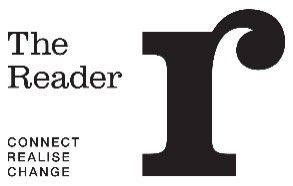 The
Reader
r
CONNECT
REALISE
CHANGE